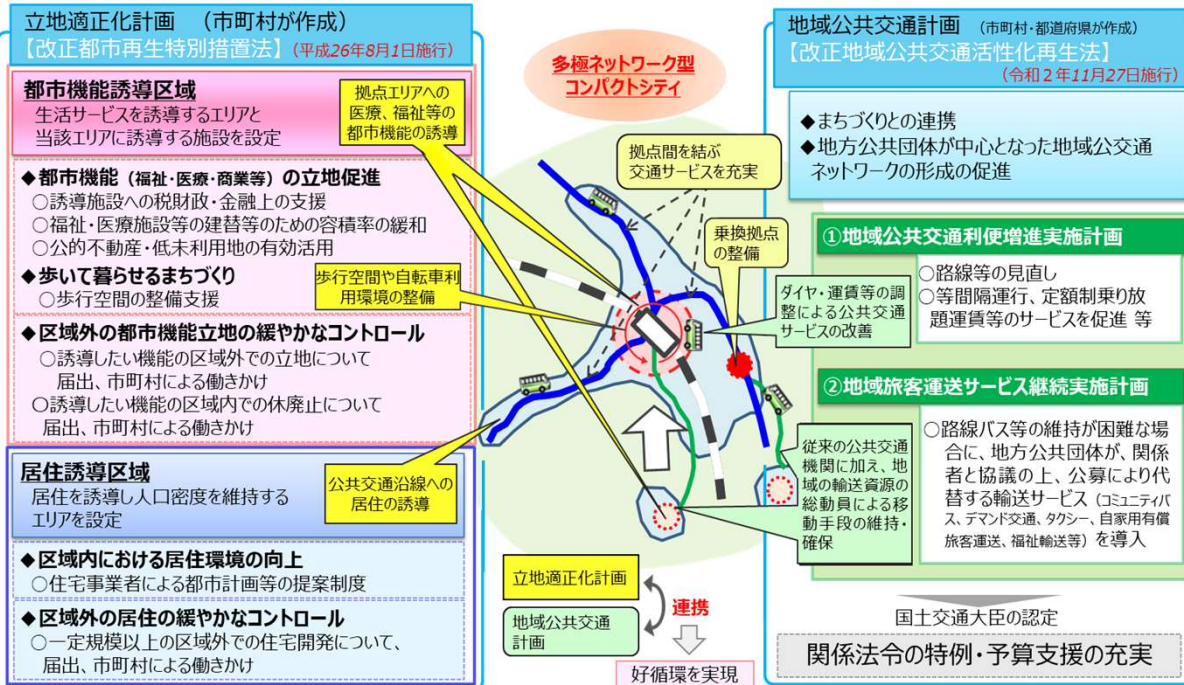 立地適正化計画 （市町村が作成）
【改正都市再生特別措置法】（平成26年8月1日施行）
都市機能誘導区域
生活サービスを誘導するエリアと
当該エリアに誘導する施設を設定
◆都市機能（福祉・医療・商業等）の立地促進
○誘導施設への税財政・金融上の支援
○福祉・医療施設等の建替等のための容積率の緩和
○公的不動産・低未利用地の有効活用
◆歩いて暮らせるまちづくり
○歩行空間の整備支援
◆区域外の都市機能立地の緩やかなコントロール
○誘導したい機能の区域外での立地について
届出、市町村による働きかけ
○誘導したい機能の区域内での休廃止について
届出、市町村による働きかけ
居住誘導区域
居住を誘導し人口密度を維持する
エリアを設定
◆区域内における居住環境の向上
○住宅事業者による都市計画等の提案制度
◆区域外の居住の緩やかなコントロール
○一定規模以上の区域外での住宅開発について、
届出、市町村による働きかけ
多極ネットワーク型
コンパクトシティ
拠点エリアへの
医療、福祉等の
都市機能の誘導
拠点間を結ぶ
交通サービスを充実
乗換拠点
の整備
歩行空間や自転車利
用環境の整備
ダイヤ・運賃等の調
整による公共交通
サービスの改善
公共交通沿線への
居住の誘導
従来の公共交通
機関に加え、地
域の輸送資源の
総動員による移
動手段の維持・
確保
立地適正化計画
地域公共交通
計画
連携
好循環を実現
地域公共交通計画 （市町村・都道府県が作成）
【改正地域公共交通活性化再生法】
（令和２年11月27日施行）
◆まちづくりとの連携
◆地方公共団体が中心となった地域公交通
ネットワークの形成の促進
①地域公共交通利便増進実施計画
○路線等の見直し
○等間隔運行、定額制乗り放
題運賃等のサービスを促進 等
②地域旅客運送サービス継続実施計画
○路線バス等の維持が困難な場
合に、地方公共団体が、関係
者と協議の上、公募により代
替する輸送サービス（コミュニティバ
ス、デマンド交通、タクシー、自家用有償
旅客運送、福祉輸送等）を導入
国土交通大臣の認定
関係法令の特例・予算支援の充実